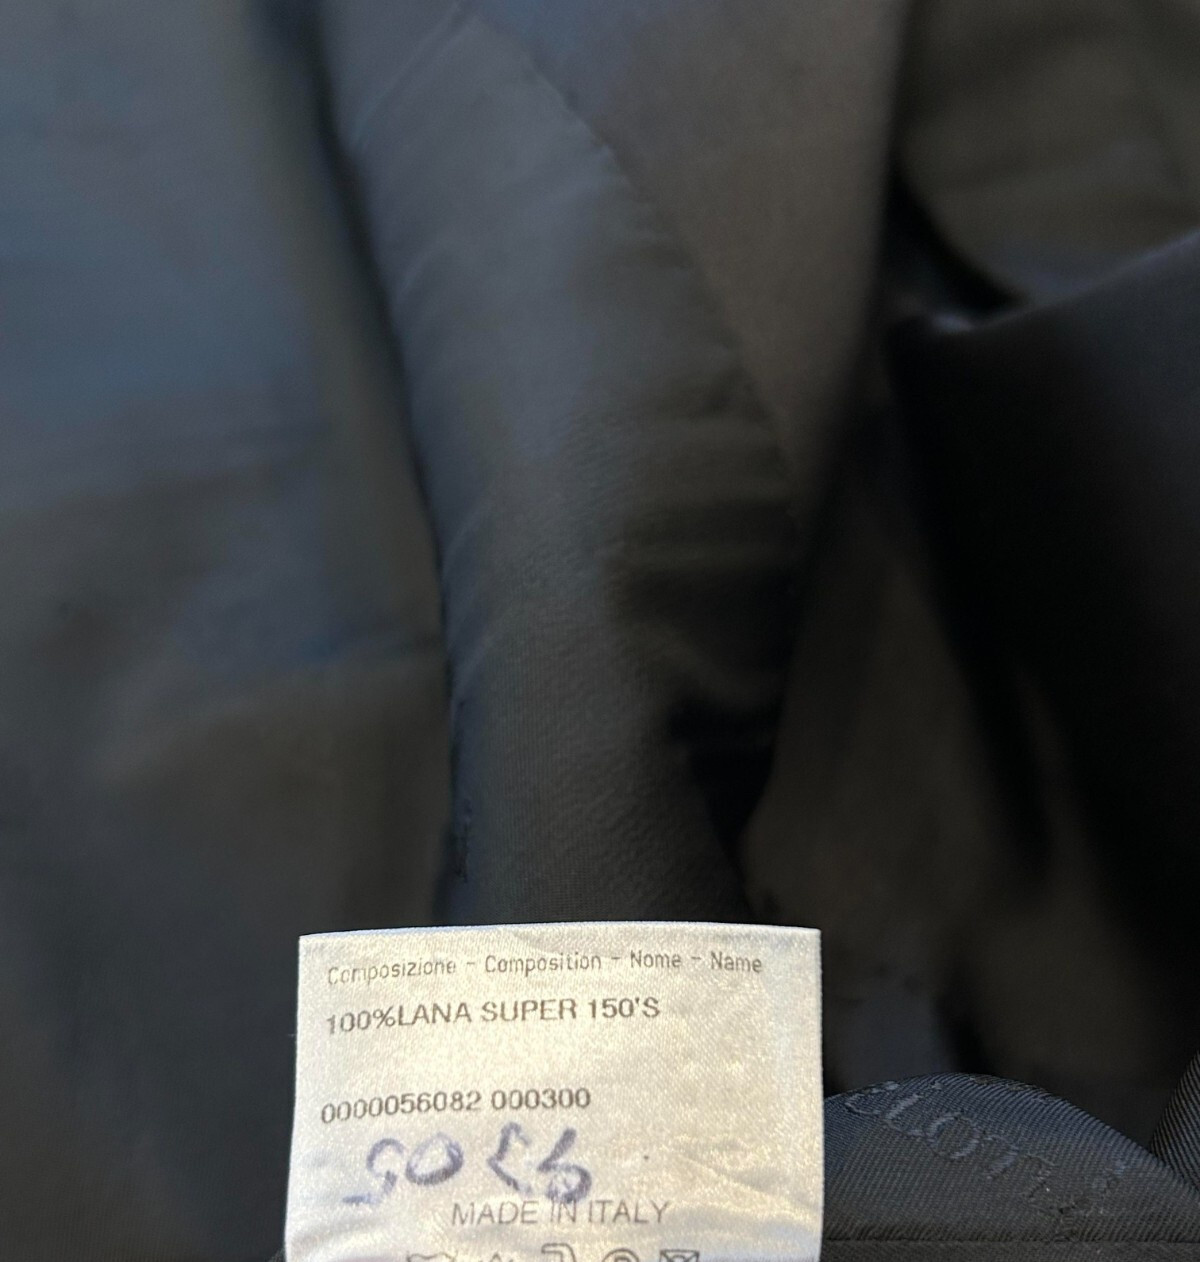 Composizione - Composition - Nome - Name
100%LANA SUPER 150'S
0000056082 000300
MADE IN ITALY